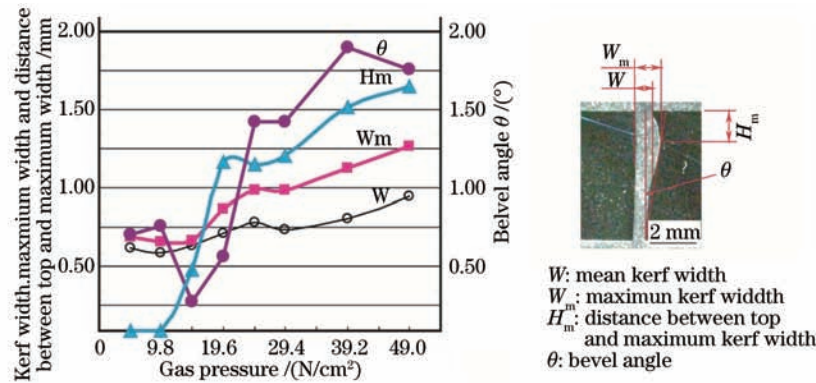 Kerf width.maxmium width and distance
between top and maximum width /mm
2.00
1.50
1.00
0.50
0
9.8
19.6
29.4
39.2
49.0
Gas pressure /(N/cm²)
θ
Hm
Wm
W
2.00
1.50
1.00
0.50
Bevel angle θ /(°)
Wₘ
W
Hₘ
θ
2 mm
W: mean kerf width
Wₘ: maximun kerf widdth
Hₘ: distance between top
and maximum kerf width
θ: bevel angle